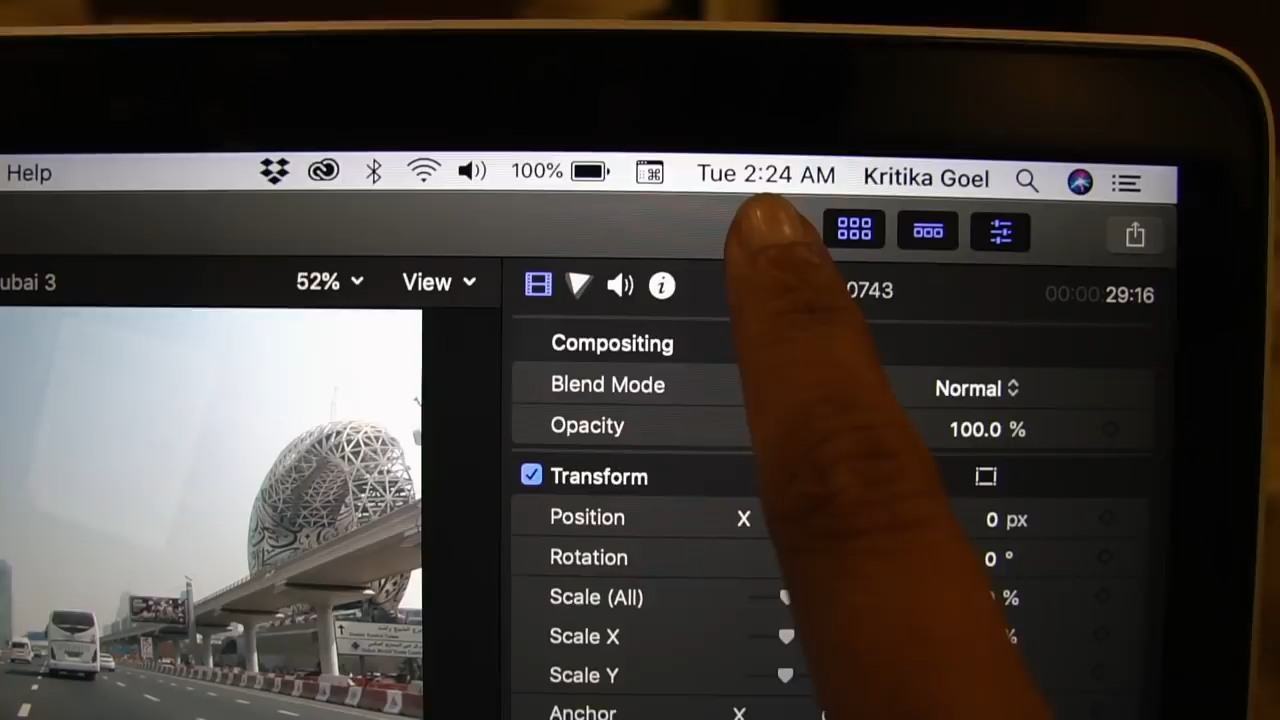 Help 100% Tue 2:24 AM Kritika Goel
ubai 3 52% View 0743 00:00:29:16
Compositing
Blend Mode Normal
Opacity 100.0 %
Transform
Position X 0 px
Rotation 0 °
Scale (All) %
Scale X %
Scale Y
Anchor X